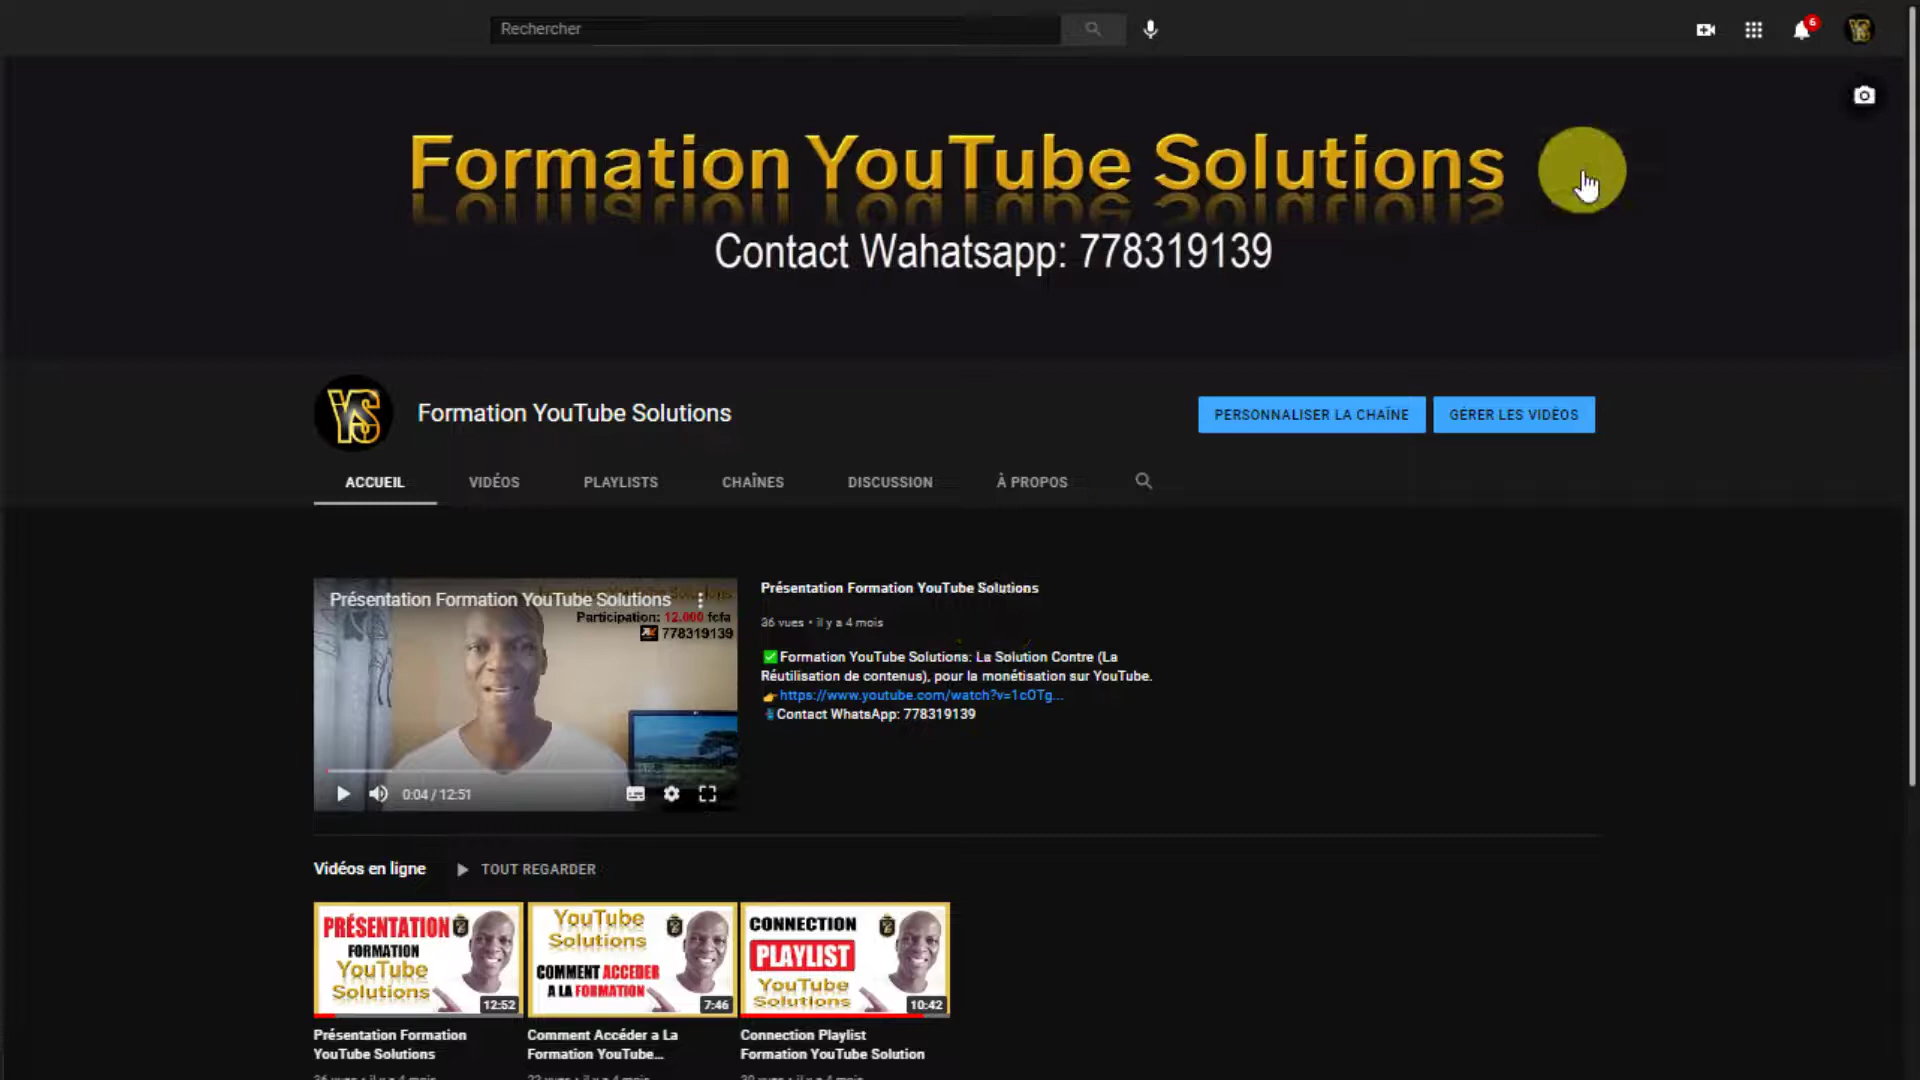 Rechercher
6
Formation YouTube Solutions
Contact Wahatsapp: 778319139
YS
Formation YouTube Solutions
PERSONNALISER LA CHAÎNE
GÉRER LES VIDÉOS
ACCUEIL
VIDÉOS
PLAYLISTS
CHAÎNES
DISCUSSION
À PROPOS
Présentation Formation YouTube Solutions
Participation: 12.000 fcfa
778319139
0:04 / 12:51
Présentation Formation YouTube Solutions
36 vues • il y a 4 mois
✅Formation YouTube Solutions: La Solution Contre (La
Réutilisation de contenus), pour la monétisation sur YouTube.
👉https://www.youtube.com/watch?v=1cOTg...
Contact WhatsApp: 778319139
Vidéos en ligne
TOUT REGARDER
PRÉSENTATION
FORMATION
YouTube
Solutions
12:52
YouTube
Solutions
COMMENT ACCEDER
A LA FORMATION
7:46
CONNECTION
PLAYLIST
YouTube
Solutions
10:42
Présentation Formation
YouTube Solutions
Comment Accéder a La
Formation YouTube...
Connection Playlist
Formation YouTube Solution